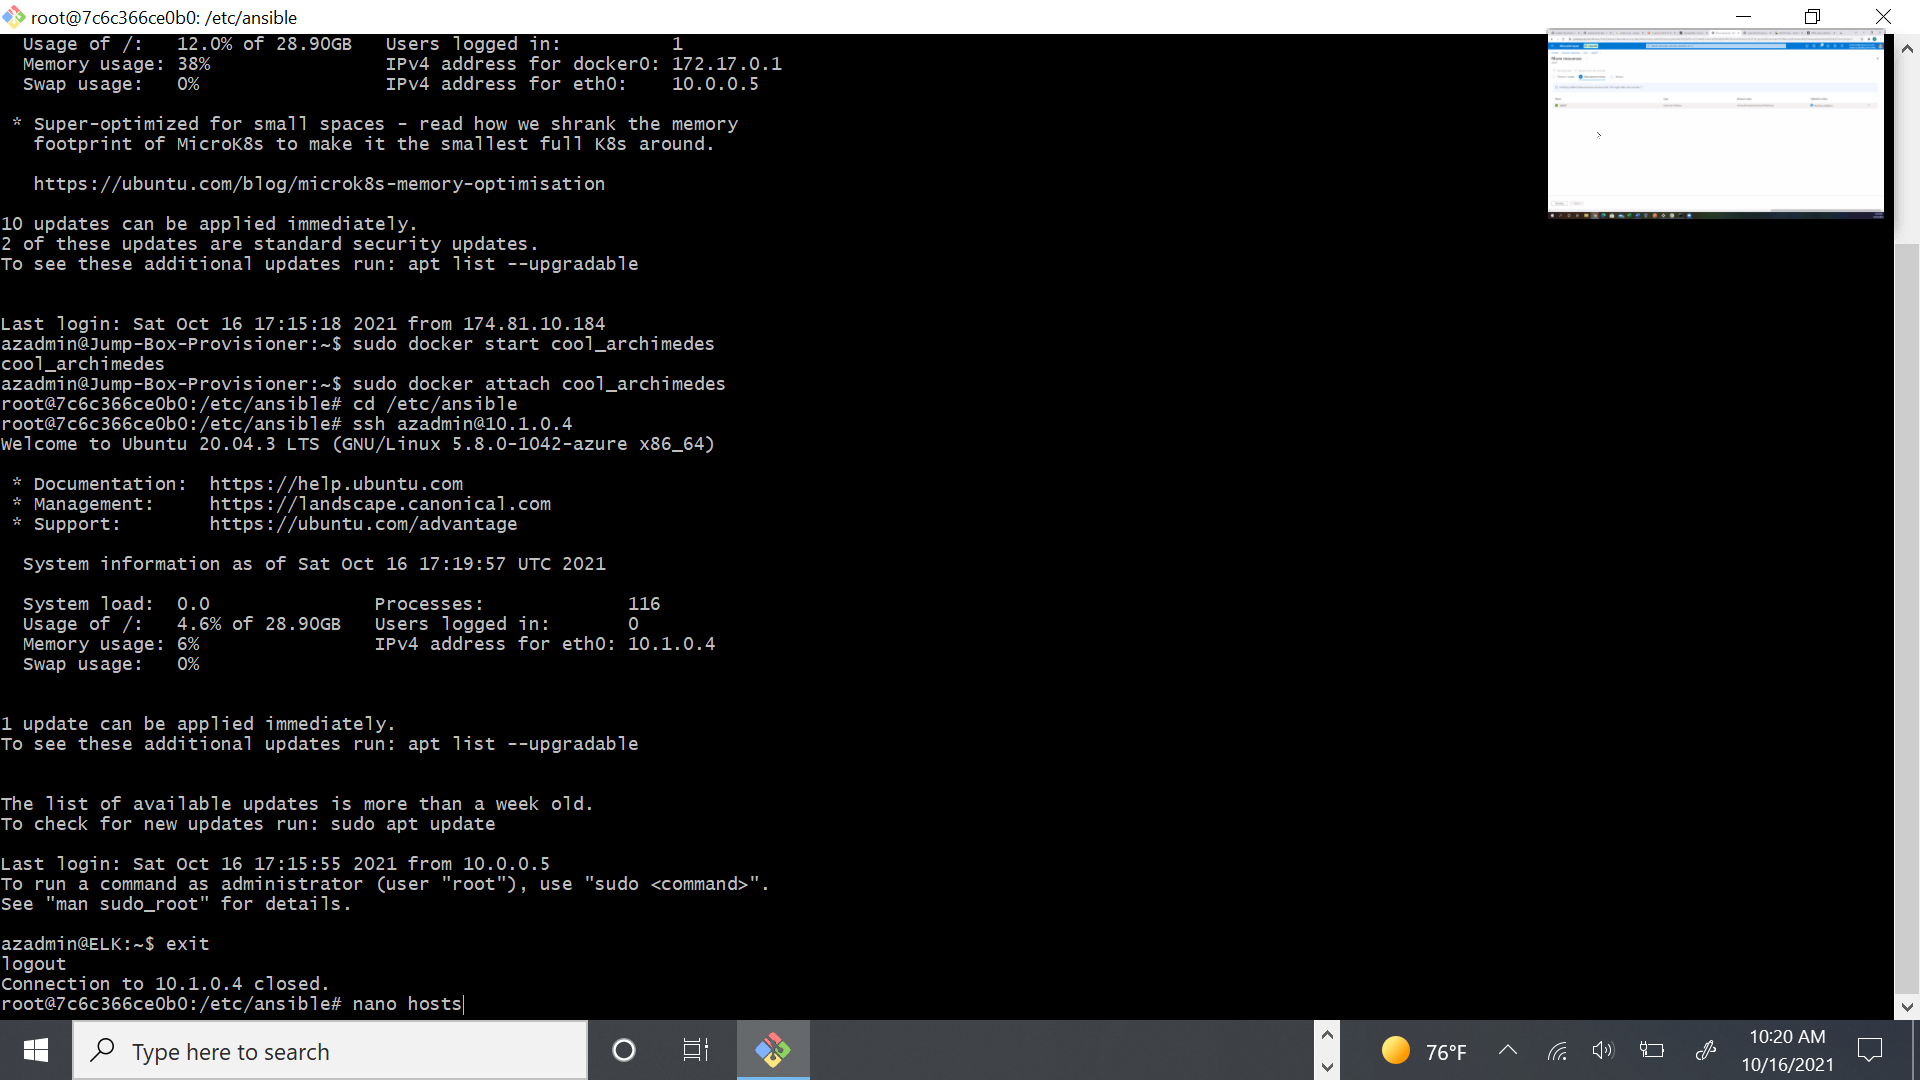 root@7c6c366ce0b0: /etc/ansible
Usage of /:   12.0% of 28.90GB   Users logged in:          1
Memory usage: 38%                IPv4 address for docker0: 172.17.0.1
Swap usage:   0%                 IPv4 address for eth0:    10.0.0.5
* Super-optimized for small spaces - read how we shrank the memory
footprint of MicroK8s to make it the smallest full K8s around.
https://ubuntu.com/blog/microk8s-memory-optimisation
10 updates can be applied immediately.
2 of these updates are standard security updates.
To see these additional updates run: apt list --upgradable
Last login: Sat Oct 16 17:15:18 2021 from 174.81.10.184
azadmin@Jump-Box-Provisioner:~$ sudo docker start cool_archimedes
cool_archimedes
azadmin@Jump-Box-Provisioner:~$ sudo docker attach cool_archimedes
root@7c6c366ce0b0:/etc/ansible# cd /etc/ansible
root@7c6c366ce0b0:/etc/ansible# ssh azadmin@10.1.0.4
Welcome to Ubuntu 20.04.3 LTS (GNU/Linux 5.8.0-1042-azure x86_64)
* Documentation:  https://help.ubuntu.com
* Management:     https://landscape.canonical.com
* Support:        https://ubuntu.com/advantage
System information as of Sat Oct 16 17:19:57 UTC 2021
System load:  0.0               Processes:             116
Usage of /:   4.6% of 28.90GB   Users logged in:       0
Memory usage: 6%                IPv4 address for eth0: 10.1.0.4
Swap usage:   0%
1 update can be applied immediately.
To see these additional updates run: apt list --upgradable
The list of available updates is more than a week old.
To check for new updates run: sudo apt update
Last login: Sat Oct 16 17:15:55 2021 from 10.0.0.5
To run a command as administrator (user "root"), use "sudo <command>".
See "man sudo_root" for details.
azadmin@ELK:~$ exit
logout
Connection to 10.1.0.4 closed.
root@7c6c366ce0b0:/etc/ansible# nano hosts
Type here to search
76°F
10:20 AM
10/16/2021